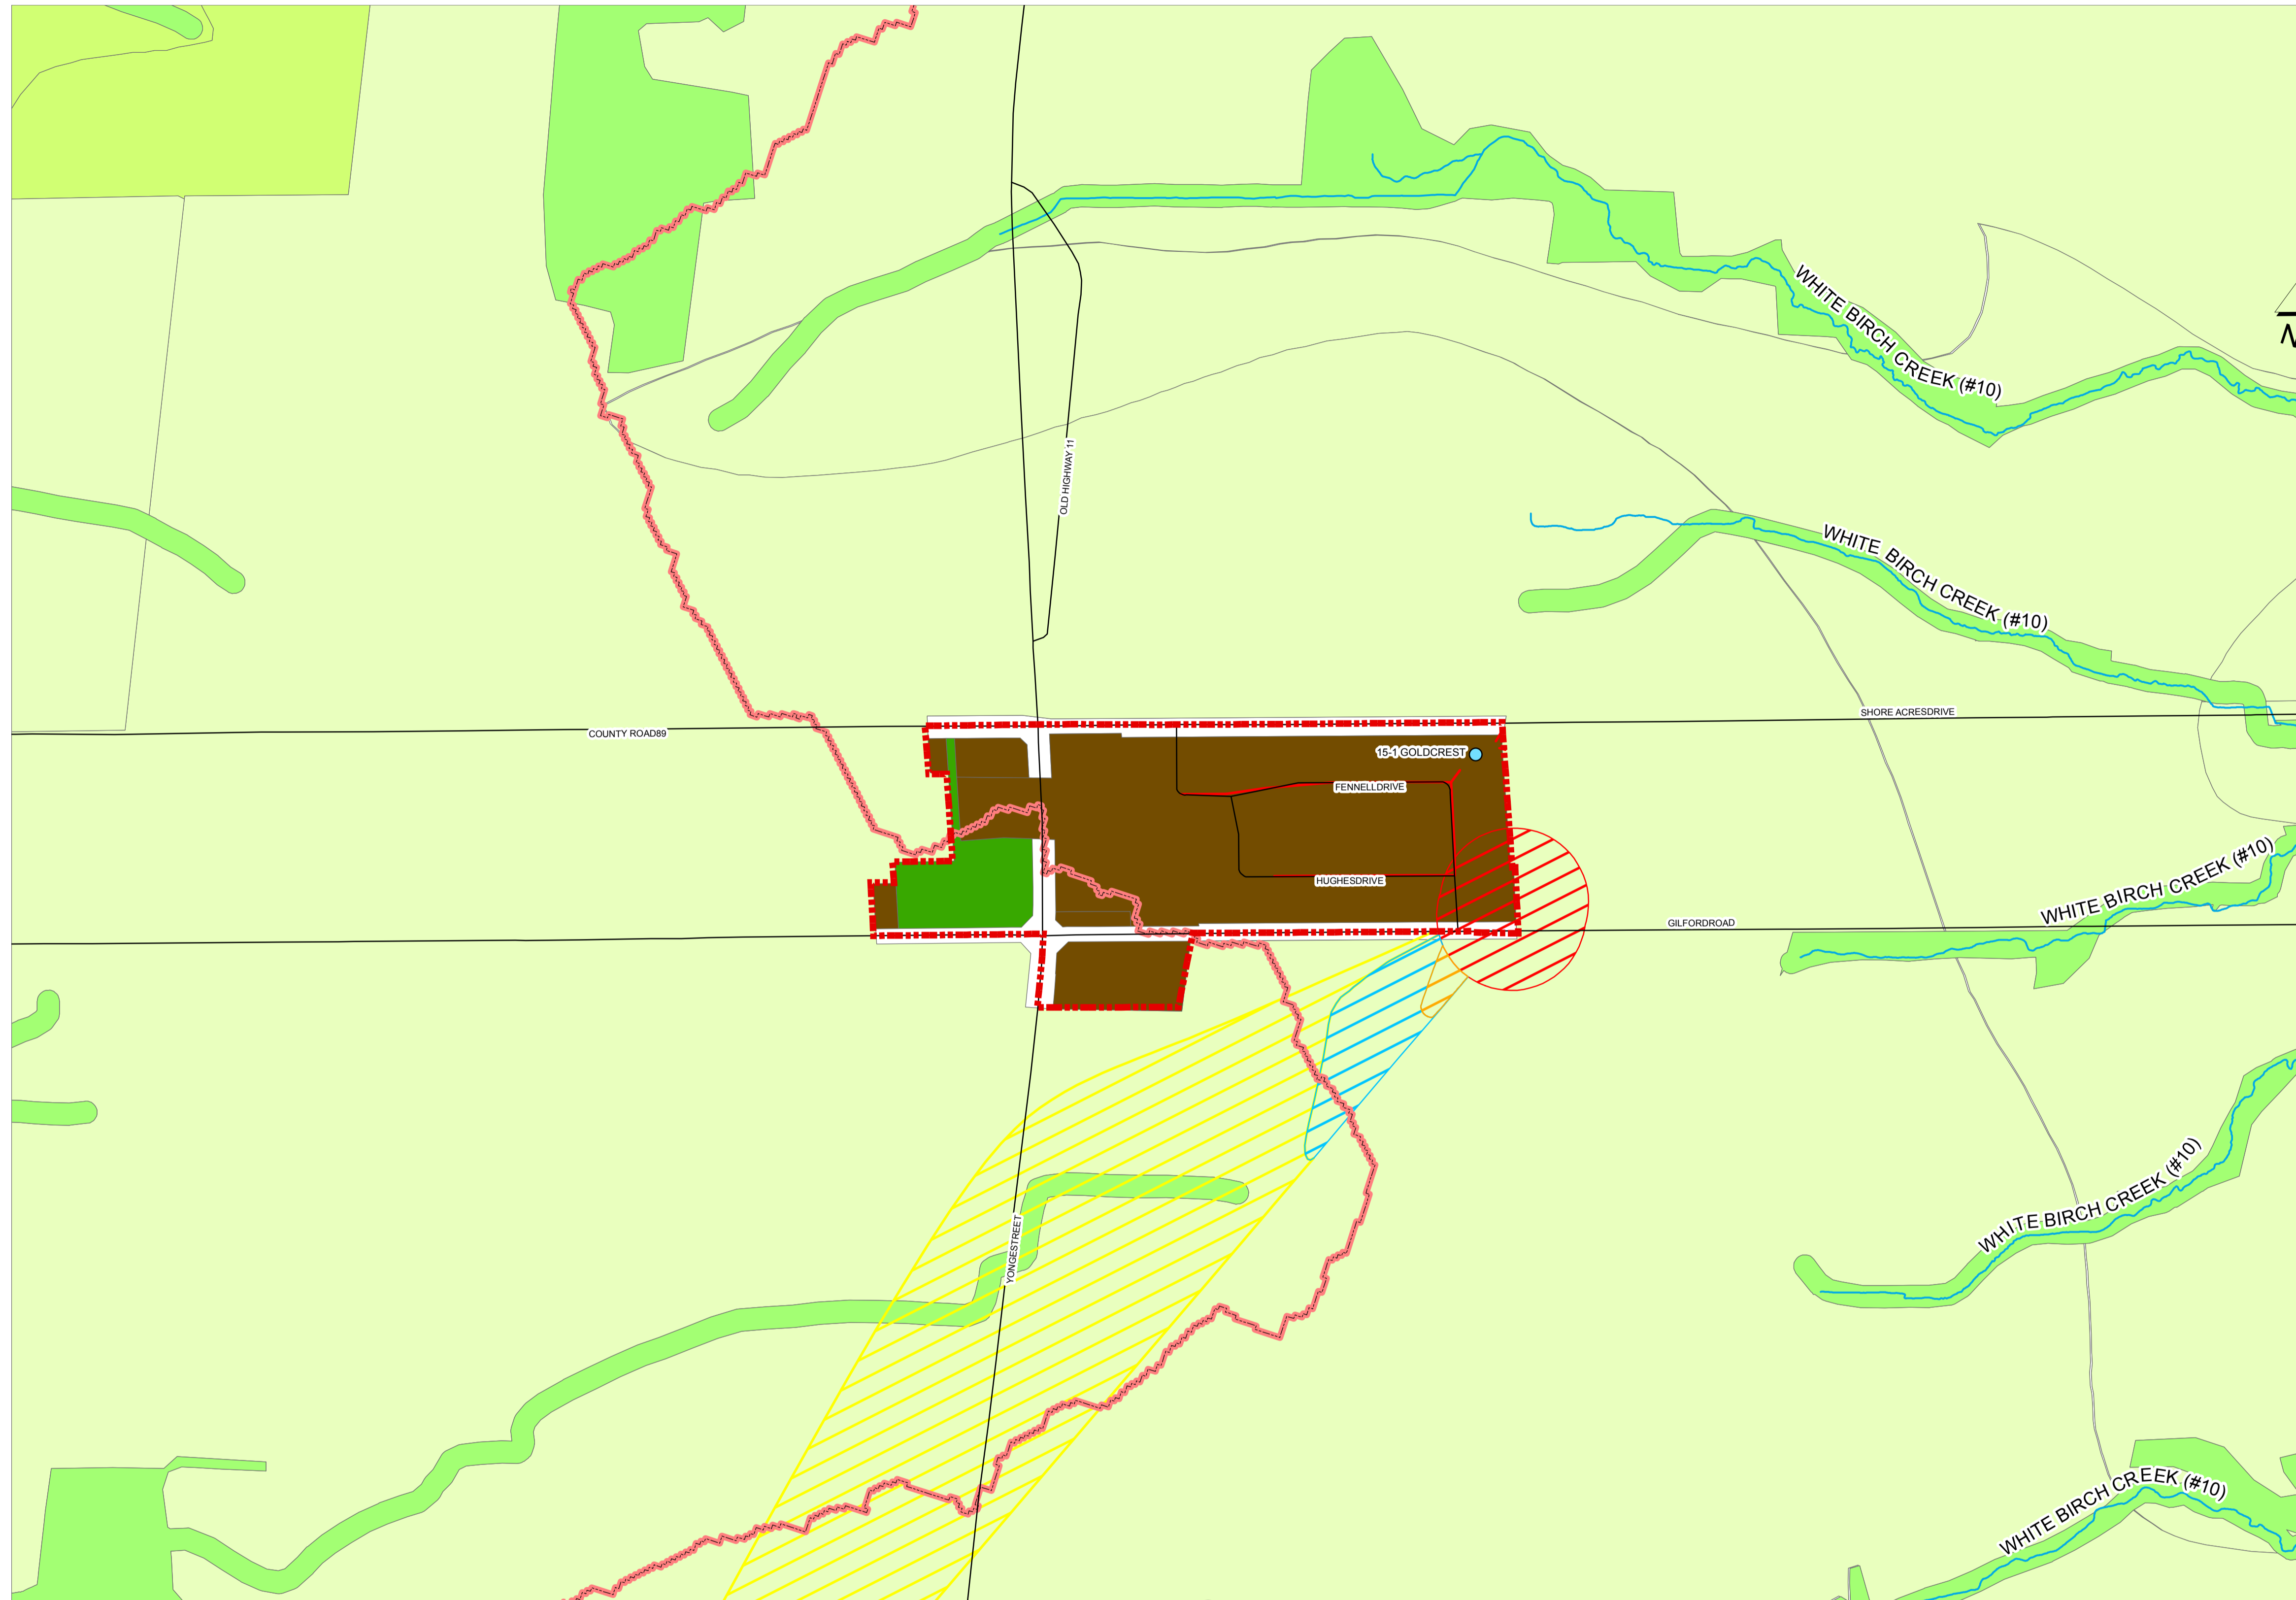 WHITE BIRCH CREEK (#10)
N
OLD HIGHWAY 11
WHITE BIRCH CREEK (#10)
SHORE ACRESDRIVE
COUNTY ROAD89
15-1 GOLDCREST
FENNELLDRIVE
HUGHESDRIVE
WHITE BIRCH CREEK (#10)
GILFORDROAD
WHITE BIRCH CREEK (#10)
YONGESTREET
WHITE BIRCH CREEK (#10)